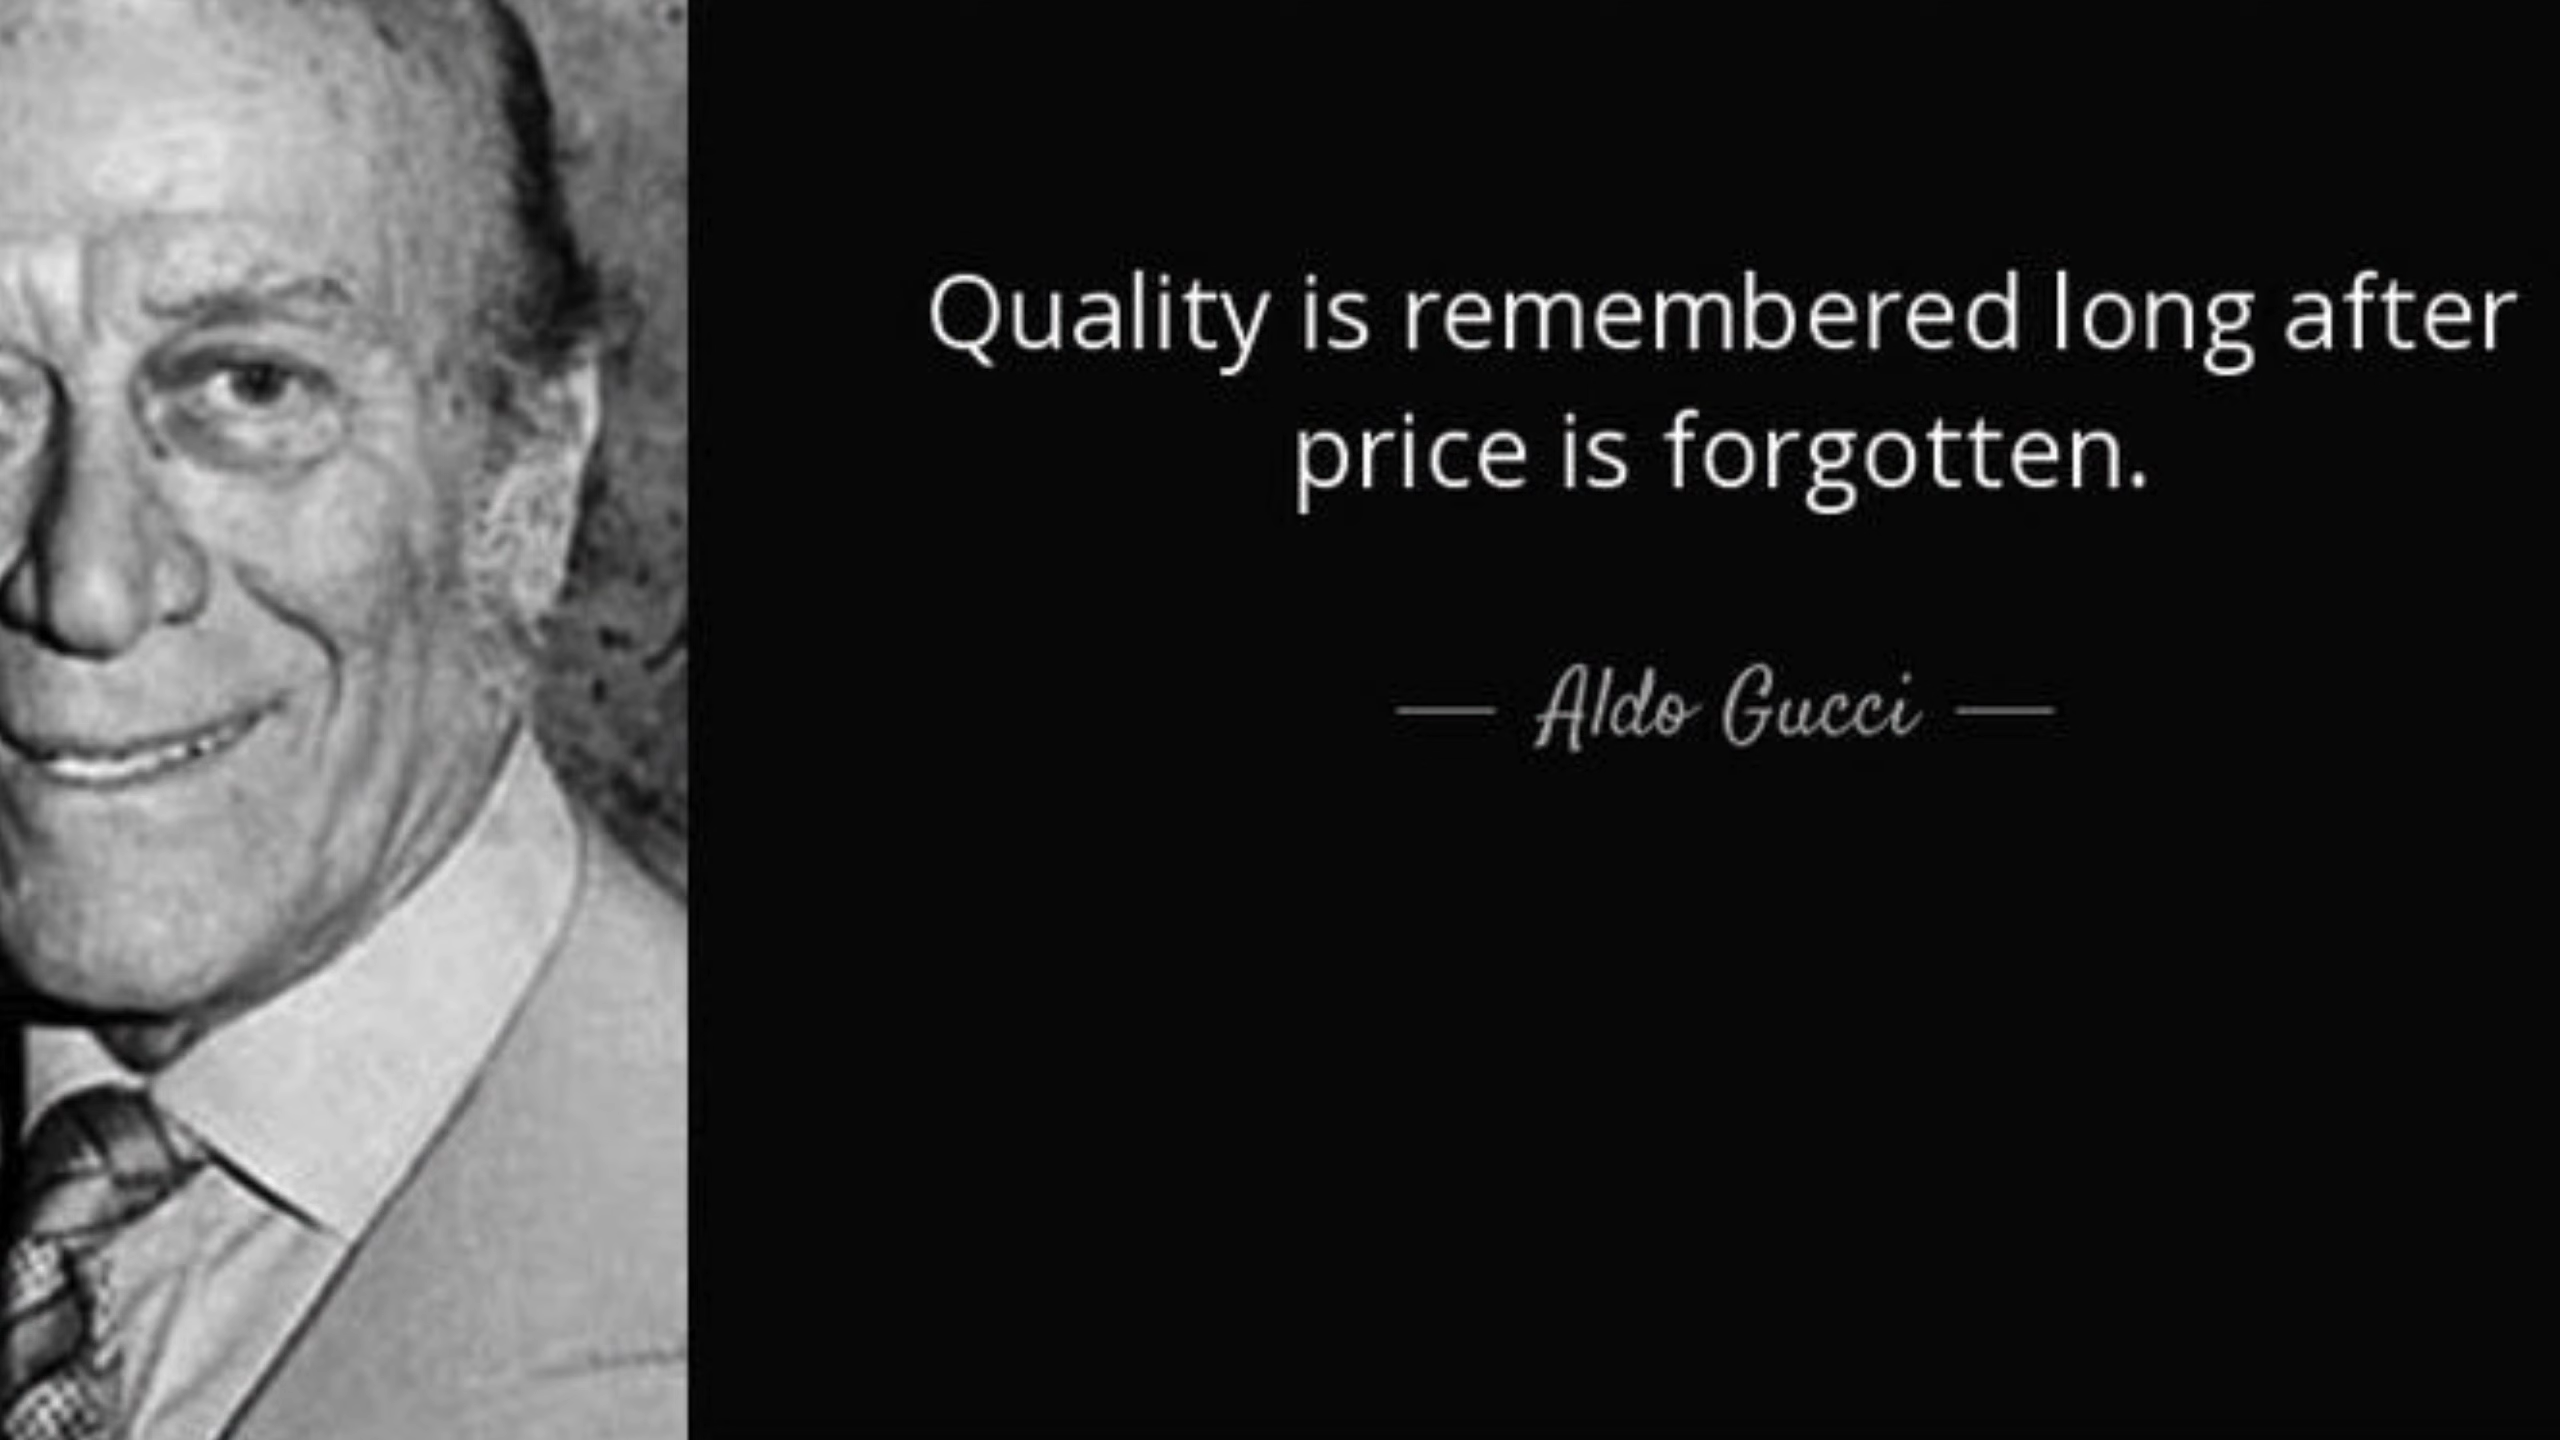 Quality is remembered long after
price is forgotten.
— Aldo Gucci —